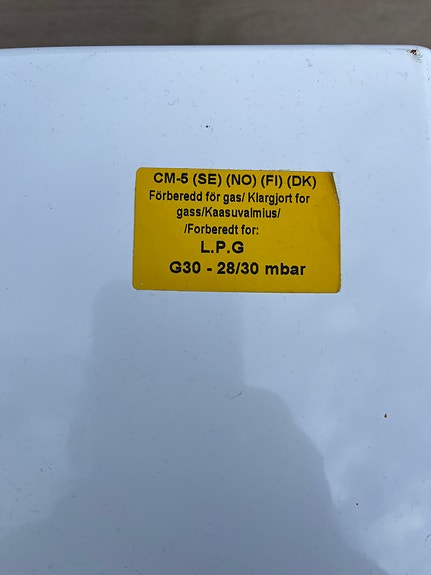 CM-5 (SE) (NO) (FI) (DK)
Förberedd för gas/ Klargjort for
gass/Kaasuvalmius/
/Forberedt for:
L.P.G
G30 - 28/30 mbar